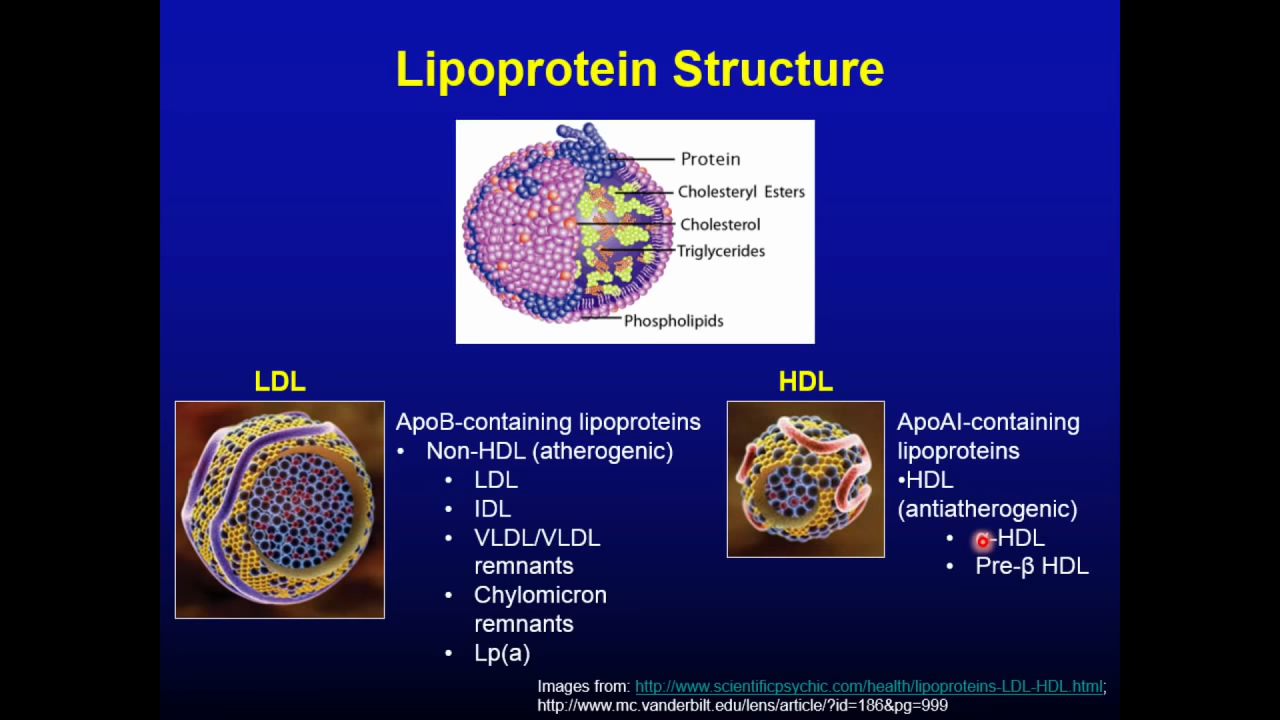 Lipoprotein Structure
Protein
Cholesteryl Esters
Cholesterol
Triglycerides
Phospholipids
LDL
ApoB-containing lipoproteins
• Non-HDL (atherogenic)
• LDL
• IDL
• VLDL/VLDL
remnants
• Chylomicron
remnants
• Lp(a)
HDL
ApoAI-containing
lipoproteins
•HDL
(antiatherogenic)
• α-HDL
• Pre-β HDL
Images from: http://www.scientificpsychic.com/health/lipoproteins-LDL-HDL.html;
http://www.mc.vanderbilt.edu/lens/article/?id=186&pg=999